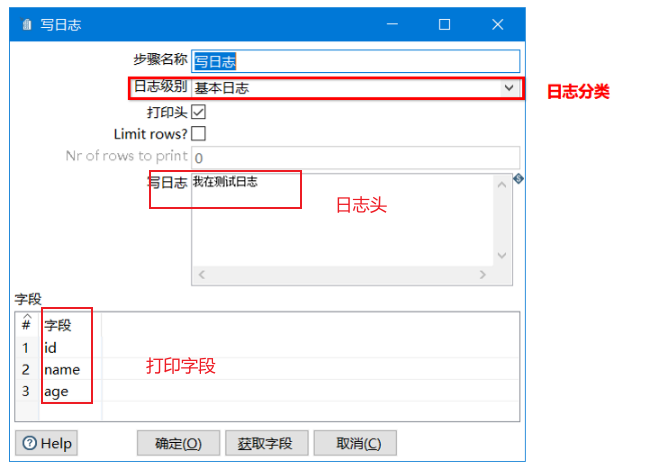 写日志
步骤名称 写日志
日志级别 基本日志
日志分类
打印头
Limit rows?
Nr of rows to print 0
写日志 我在测试日志
日志头
字段
# 字段
1 id
2 name
3 age
打印字段
Help 确定(O) 获取字段 取消(C)